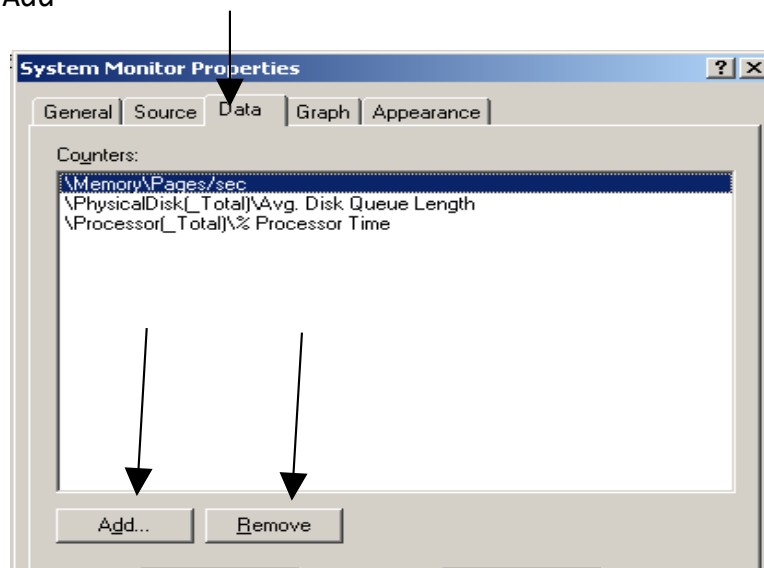 Add
System Monitor Properties
General Source Data Graph Appearance
Counters:
\Memory\Pages/sec
\PhysicalDisk(_Total)\Avg. Disk Queue Length
\Processor(_Total)\% Processor Time
Add... Remove